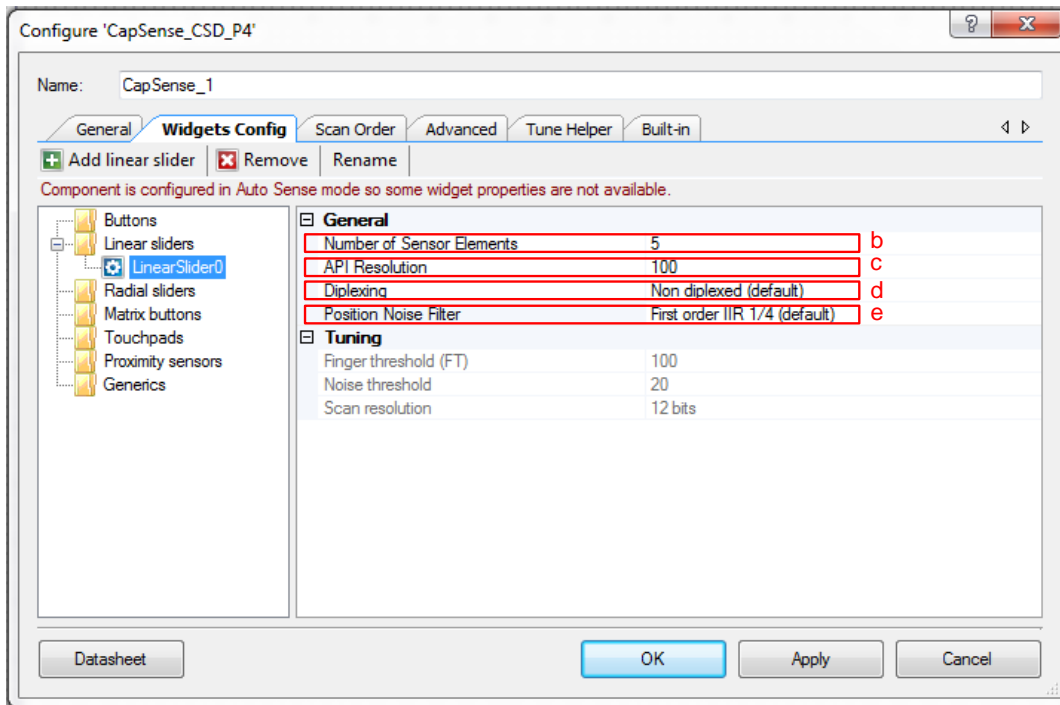 Configure 'CapSense_CSD_P4'
Name: CapSense_1
General Widgets Config Scan Order Advanced Tune Helper Built-in
Add linear slider Remove Rename
Component is configured in Auto Sense mode so some widget properties are not available.
Buttons
Linear sliders
LinearSlider0
Radial sliders
Matrix buttons
Touchpads
Proximity sensors
Generics
General
Number of Sensor Elements 5 b
API Resolution 100 c
Diplexing Non diplexed (default) d
Position Noise Filter First order IIR 1/4 (default) e
Tuning
Finger threshold (FT) 100
Noise threshold 20
Scan resolution 12 bits
Datasheet OK Apply Cancel